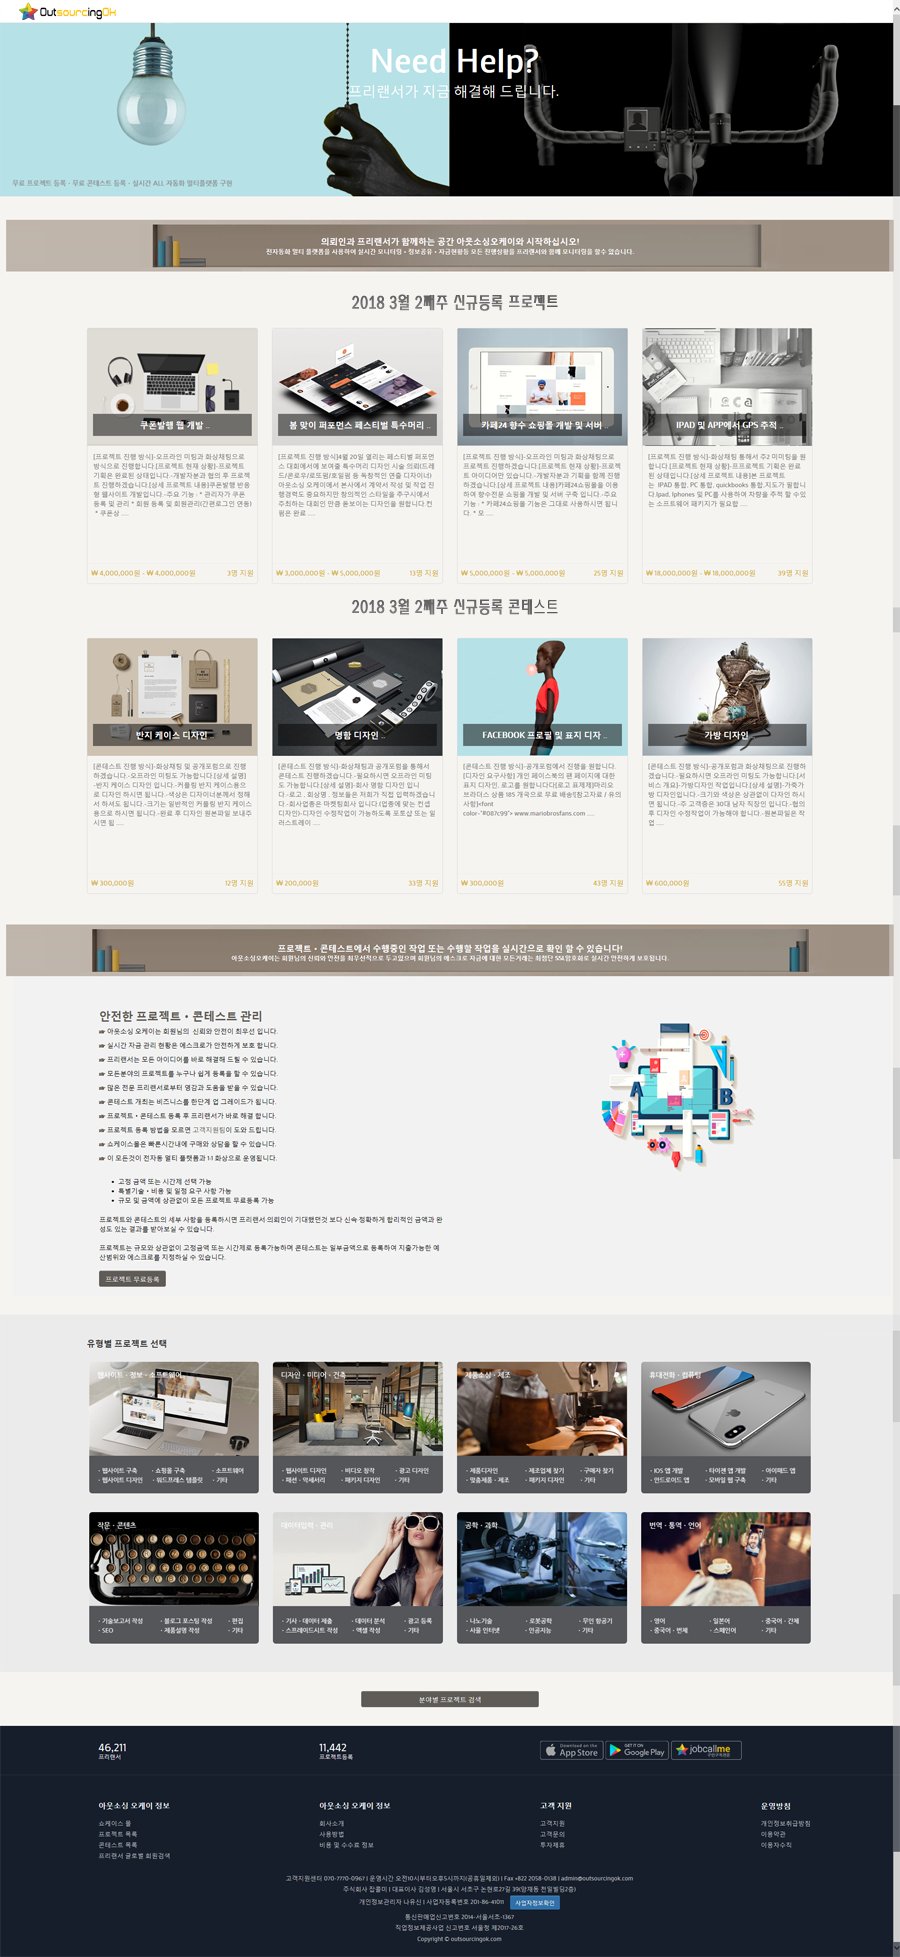 OutsourcingOK
Need Help?
프리랜서가 지금 해결해 드립니다.
무료 프로젝트 등록 - 무료 콘테스트 등록 - 실시간 ALL 자동화 멀티플랫폼 구현
의뢰인과 프리랜서가 함께하는 공간 아웃소싱오케이와 시작하십시오!
전자동화 멀티 플랫폼을 사용하여 실시간 모니터링 • 정보공유 • 자금현황등 모든 진행상황을 프리랜서와 함께 모니터링을 할수 있습니다.
2018 3월 2째주 신규등록 프로젝트
쿠폰발행 웹 개발 ..
[프로젝트 진행 방식]-오프라인 미팅과 화상채팅으로
방식으로 진행합니다.[프로젝트 현재 상황]-프로젝트
기획은 완료된 상태입니다.-개발자분과 협의 후 프로젝
트 진행하겠습니다.[상세 프로젝트 내용]쿠폰발행 반응
형 웹사이트 개발입니다.-주요 기능 - * 관리자가 쿠폰
등록 및 관리 * 회원 등록 및 회원관리(간편로그인 연동)
* 쿠폰상 ....
₩ 4,000,000원 - ₩ 4,000,000원 3명 지원
봄 맞이 퍼포먼스 페스티벌 특수머리 ..
[프로젝트 진행 방식]4월 20일 열리는 페스티벌 퍼포먼
스 대회에서에 보여줄 특수머리 디자인 시술 의뢰(드레
드/콘로우/로또펌/호일펌 등 독창적인 연출 디자이너)
아웃소싱 오케이에서 본사에서 계약서 작성 및 작업 진
행경력도 중요하지만 창의적인 스타일을 추구시에서
주최하는 대회인 만큼 돋보이는 디자인을 원합니다.컨
펌은 완료 ....
₩ 3,000,000원 - ₩ 5,000,000원 13명 지원
카페24 향수 쇼핑몰 개발 및 서버 ..
[프로젝트 진행 방식]-오프라인 미팅과 화상채팅으로
프로젝트 진행하겠습니다.[프로젝트 현재 상황]-프로젝
트 아이디어만 있습니다.-개발자분과 기획을 함께 진행
하겠습니다.[상세 프로젝트 내용]카페24쇼핑몰을 이용
하여 향수전문 쇼핑몰 개발 및 서버 구축 입니다.-주요
기능 - * 카페24쇼핑몰 기능은 그대로 사용하시면 됩니
다. * 모 ....
₩ 5,000,000원 - ₩ 5,000,000원 25명 지원
IPAD 및 APP에서 GPS 추적 ..
[프로젝트 진행 방식]-화상채팅 통해서 주2 미미팅을 원
합니다.[프로젝트 현재 상황]-프로젝트 기획은 완료
된 상태입니다.[상세 프로젝트 내용]본 프로젝트
는 IPAD 통합, PC 통합, quickbooks 통합,지도가 필합니
다.Ipad, Iphones 및 PC를 사용하여 차량을 추적 할 수있
는 소프트웨어 패키지가 필요합 ....
₩ 18,000,000원 - ₩ 18,000,000원 39명 지원
2018 3월 2째주 신규등록 콘테스트
반지 케이스 디자인
[콘테스트 진행 방식]-화상채팅 및 공개포럼으로 진행
하겠습니다.-오프라인 미팅도 가능합니다.[상세 설명]
-반지 케이스 디자인 입니다.-커플링 반지 케이스용으
로 디자인 하시면 됩니다.-색상은 디자이너분께서 정해
서 하셔도 됩니다.-크기는 일반적인 커플링 반지 케이스
용으로 하시면 됩니다.-완료 후 디자인 원본파일 보내주
시면 됩 ....
₩ 300,000원 12명 지원
명함 디자인 ..
[콘테스트 진행 방식]-화상채팅과 공개포럼을 통해서
콘테스트 진행하겠습니다.-필요하시면 오프라인 미팅
도 가능합니다.[상세 설명]-회사 명함 디자인 입니
다.-로고 , 회상명 , 정보들은 저희가 직접 입력하겠습니
다.-회사업종은 마켓팅회사 입니다.(업종에 맞는 컨셉
디자인)-디자인 수정작업이 가능하도록 포토샵 또는 일
러스트레이 ....
₩ 200,000원 33명 지원
FACEBOOK 프로필 및 표지 디자 ..
[콘테스트 진행 방식]-공개포럼에서 진행을 원합니다.
[디자인 요구사항] 개인 페이스북의 팬 페이지에 대한
표지 디자인, 로고를 원합니다![로고 표제제]마리오
브라더스 상품 185 개국으로 무료 배송![참고자료 / 유의
사항]<font
color="#087c99"> www.mariobrosfans.com ....
₩ 300,000원 43명 지원
가방 디자인
[콘테스트 진행 방식]-공개포럼과 화상채팅으로 진행하
겠습니다.-필요하시면 오프라인 미팅도 가능합니다.[서
비스 개요]-가방디자인 작업입니다.[상세 설명]-가죽가
방 디자인입니다.-크기와 색상은 상관없이 디자인 하시
면 됩니다.-주 고객층은 30대 남자 직장인 입니다.-협의
후 디자인 수정작업이 가능해야 합니다.-원본파일은 작
업 ....
₩ 600,000원 55명 지원
프로젝트 • 콘테스트에서 수행중인 작업 또는 수행할 작업을 실시간으로 확인 할 수 있습니다!
아웃소싱오케이는 회원님의 신뢰와 안전을 최우선적으로 두고있으며 회원님의 에스크로 자금에 대한 모든거래는 최첨단 SSL암호화로 실시간 안전하게 보호됩니다.
안전한 프로젝트 • 콘테스트 관리
아웃소싱 오케이는 회원님의 신뢰와 안전이 최우선 입니다.
실시간 자금 관리 현황은 에스크로가 안전하게 보호 합니다.
프리랜서는 모든 아이디어를 바로 해결해 드릴 수 있습니다.
모든분야의 프로젝트를 누구나 쉽게 등록을 할 수 있습니다.
많은 전문 프리랜서로부터 영감과 도움을 받을 수 있습니다.
콘테스트 개최는 비즈니스를 한단계 업 그레이드가 됩니다.
프로젝트 • 콘테스트 등록 후 프리랜서가 바로 해결 합니다.
프로젝트 등록 방법을 모르면 고객지원팀이 도와 드립니다.
쇼케이스몰은 빠른시간내에 구매와 상담을 할 수 있습니다.
이 모든것이 전자동 멀티 플랫폼과 1:1 화상으로 운영됩니다.
• 고정 금액 또는 시간제 선택 가능
• 특별기술 • 비용 및 일정 요구 사항 가능
• 규모 및 금액에 상관없이 모든 프로젝트 무료등록 가능
프로젝트와 콘테스트의 세부 사항을 등록하시면 프리랜서 의뢰인이 기대했던것 보다 신속 정확하게 합리적인 금액과 완
성도 있는 결과를 받아보실 수 있습니다.
프로젝트는 규모와 상관없이 고정금액 또는 시간제로 등록가능하며 콘테스트는 일부금액으로 등록하여 지출가능한 예
산범위와 에스크로를 지정하실 수 있습니다.
프로젝트 무료등록
A
B
유형별 프로젝트 선택
웹사이트 · 정보 · 소프트웨어
· 웹사이트 구축 · 쇼핑몰 구축 · 소프트웨어
· 웹사이트 디자인 · 워드프레스 템플릿 · 기타
디자인 · 미디어 · 건축
· 웹사이트 디자인 · 비디오 창작 · 광고 디자인
· 패션 · 악세서리 · 패키지 디자인 · 기타
제품소싱 · 제조
· 제품디자인 · 제조업체 찾기 · 구매자 찾기
· 맞춤제품 · 제조 · 패키지 디자인 · 기타
휴대전화 · 컴퓨팅
· IOS 앱 개발 · 타이젠 앱 개발 · 아이패드 앱
· 안드로이드 앱 · 모바일 웹 구축 · 기타
작문 · 콘텐츠
· 기술보고서 작성 · 블로그 포스팅 작성 · 편집
· SEO · 제품설명 작성 · 기타
데이터입력 · 관리
· 기사 · 데이터 제출 · 데이터 분석 · 광고 등록
· 스프레이드시트 작성 · 엑셀 작성 · 기타
공학 · 과학
· 나노기술 · 로봇공학 · 무인 항공기
· 사물 인터넷 · 인공지능 · 기타
번역 · 통역 · 언어
· 영어 · 일본어 · 중국어 - 간체
· 중국어 - 번체 · 스페인어 · 기타
분야별 프로젝트 검색
46,211
프리랜서
11,442
프로젝트등록
Download on the
App Store
GET IT ON
Google Play
jobcallme
아웃소싱 오케이 정보
쇼케이스 몰
프로젝트 목록
콘테스트 목록
프리랜서 글로벌 회원검색
아웃소싱 오케이 정보
회사소개
사용방법
비용 및 수수료 정보
고객 지원
고객지원
고객문의
투자제휴
운영방침
개인정보취급방침
이용약관
이용자수칙
고객지원센터 070-7770-0967 | 운영시간 오전10시부터오후5시까지(공휴일제외) | Fax +822 2058-0138 | admin@outsourcingok.com
주식회사 잡콜미 | 대표이사 김성영 | 서울시 서초구 논현로27길 39(양재동 천일빌딩2층)
개인정보관리자 나유신 | 사업자등록번호 201-86-41011 사업자정보확인
통신판매업신고번호 2014-서울서초-1367
직업정보제공사업 신고번호 서울청 제2017-26호
Copyright © outsourcingok.com